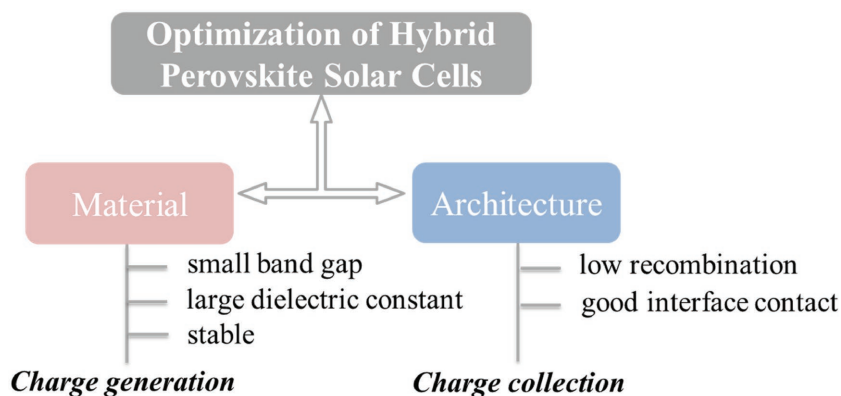 Optimization of Hybrid
Perovskite Solar Cells
Material
Architecture
small band gap
large dielectric constant
stable
low recombination
good interface contact
Charge generation
Charge collection